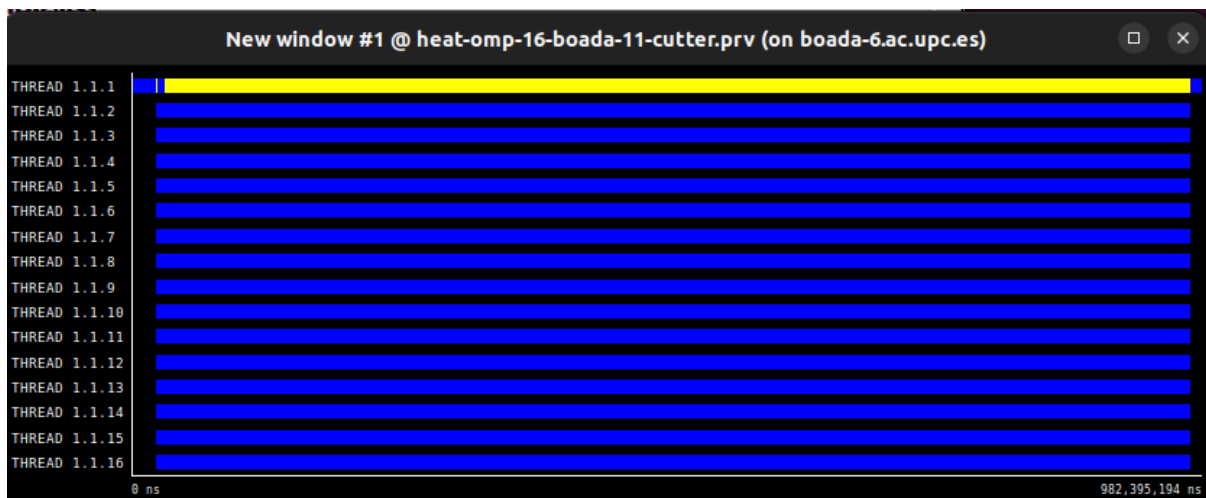 New window #1 @ heat-omp-16-boada-11-cutter.prv (on boada-6.ac.upc.es)
THREAD 1.1.1
THREAD 1.1.2
THREAD 1.1.3
THREAD 1.1.4
THREAD 1.1.5
THREAD 1.1.6
THREAD 1.1.7
THREAD 1.1.8
THREAD 1.1.9
THREAD 1.1.10
THREAD 1.1.11
THREAD 1.1.12
THREAD 1.1.13
THREAD 1.1.14
THREAD 1.1.15
THREAD 1.1.16
0 ns 982,395,194 ns